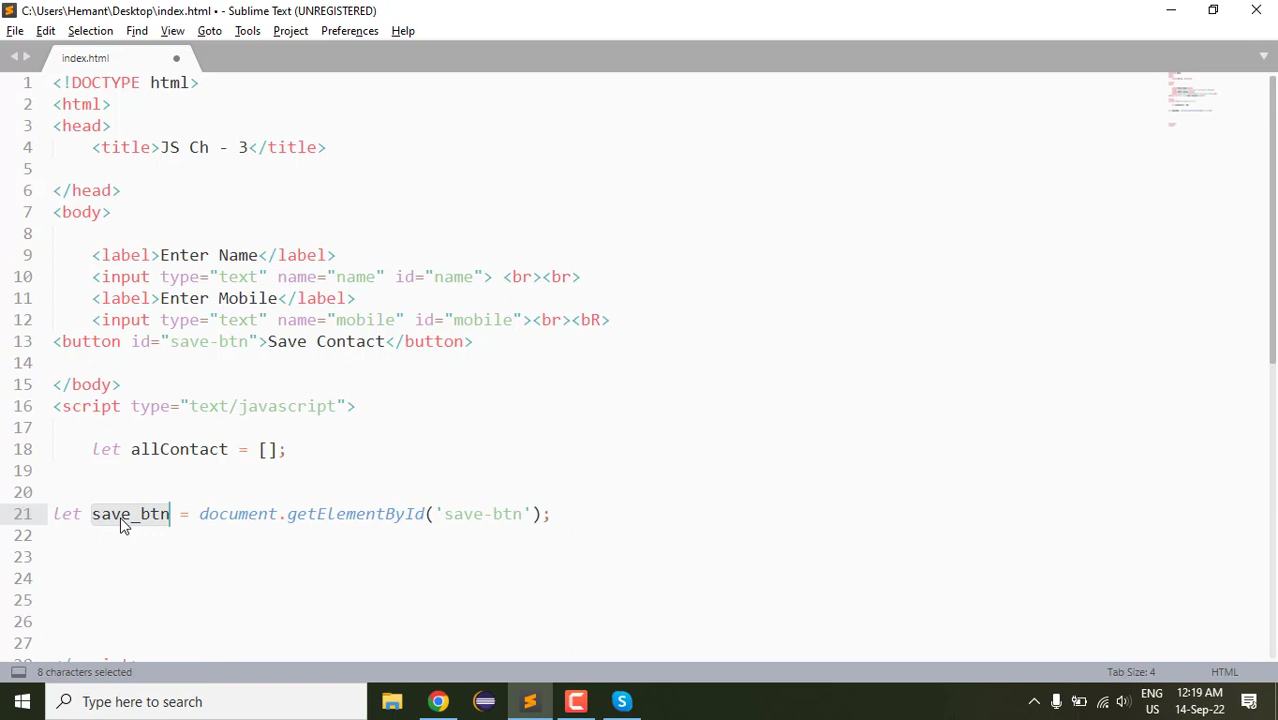 C:\Users\Hemant\Desktop\index.html • - Sublime Text (UNREGISTERED)
File Edit Selection Find View Goto Tools Project Preferences Help
index.html
1 <!DOCTYPE html>
2 <html>
3 <head>
4 <title>JS Ch - 3</title>
5
6 </head>
7 <body>
8
9 <label>Enter Name</label>
10 <input type="text" name="name" id="name"> <br><br>
11 <label>Enter Mobile</label>
12 <input type="text" name="mobile" id="mobile"><br><bR>
13 <button id="save-btn">Save Contact</button>
14
15 </body>
16 <script type="text/javascript">
17
18 let allContact = [];
19
20
21 let save_btn = document.getElementById('save-btn');
22
23
24
25
26
27
8 characters selected Tab Size: 4 HTML
Type here to search
ENG 12:19 AM
US 14-Sep-22